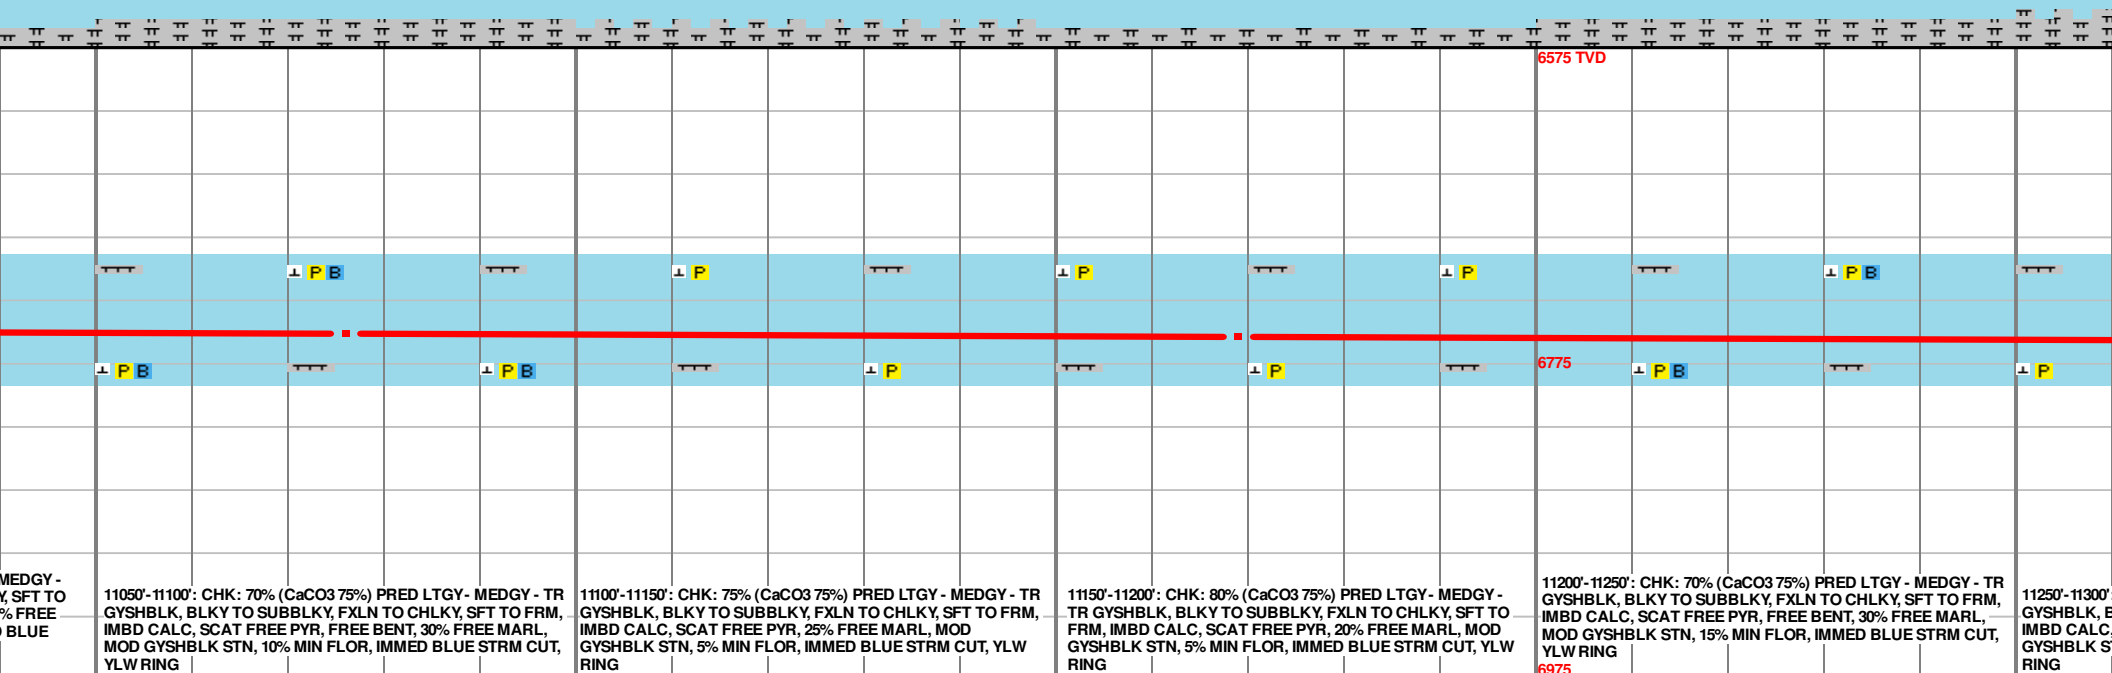 6575 TVD
P B
P
P
P
P B
6775
P B
P B
P
P
P B
P
MEDGY -
Y, SFT TO
% FREE
BLUE
11050'-11100': CHK: 70% (CaCO3 75%) PRED LTGY- MEDGY - TR
GYSHBLK, BLKY TO SUBBLKY, FXLN TO CHLKY, SFT TO FRM,
IMBD CALC, SCAT FREE PYR, FREE BENT, 30% FREE MARL,
MOD GYSHBLK STN, 10% MIN FLOR, IMMED BLUE STRM CUT,
YLW RING
11100'-11150': CHK: 75% (CaCO3 75%) PRED LTGY - MEDGY - TR
GYSHBLK, BLKY TO SUBBLKY, FXLN TO CHLKY, SFT TO FRM,
IMBD CALC, SCAT FREE PYR, 25% FREE MARL, MOD
GYSHBLK STN, 5% MIN FLOR, IMMED BLUE STRM CUT, YLW
RING
11150'-11200': CHK: 80% (CaCO3 75%) PRED LTGY- MEDGY -
TR GYSHBLK, BLKY TO SUBBLKY, FXLN TO CHLKY, SFT TO
FRM, IMBD CALC, SCAT FREE PYR, 20% FREE MARL, MOD
GYSHBLK STN, 5% MIN FLOR, IMMED BLUE STRM CUT, YLW
RING
11200'-11250': CHK: 70% (CaCO3 75%) PRED LTGY - MEDGY - TR
GYSHBLK, BLKY TO SUBBLKY, FXLN TO CHLKY, SFT TO FRM,
IMBD CALC, SCAT FREE PYR, FREE BENT, 30% FREE MARL,
MOD GYSHBLK STN, 15% MIN FLOR, IMMED BLUE STRM CUT,
YLW RING
6975
11250'-11300':
GYSHBLK, B
IMBD CALC,
GYSHBLK S
RING